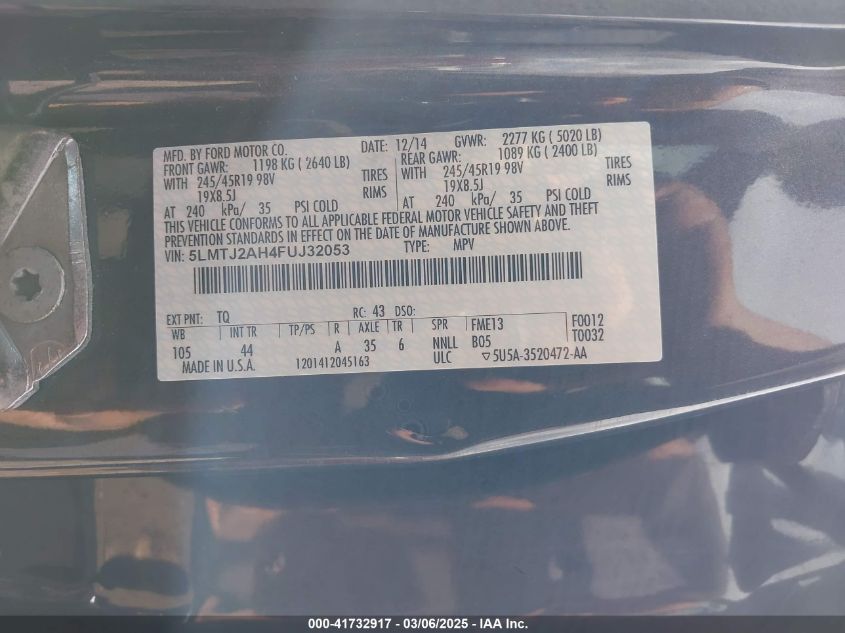 MFD. BY FORD MOTOR CO. DATE: 12/14 GVWR: 2277 KG ( 5020 LB)
FRONT GAWR: 1198 KG ( 2640 LB) REAR GAWR: 1089 KG ( 2400 LB)
WITH 245/45R19 98V TIRES WITH 245/45R19 98V TIRES
19X8.5J RIMS 19X8.5J RIMS
AT 240 kPa/ 35 PSI COLD AT 240 kPa/ 35 PSI COLD
THIS VEHICLE CONFORMS TO ALL APPLICABLE FEDERAL MOTOR VEHICLE SAFETY AND THEFT
PREVENTION STANDARDS IN EFFECT ON THE DATE OF MANUFACTURE SHOWN ABOVE.
VIN: 5LMTJ2AH4FUJ32053 TYPE: MPV
EXT PNT: TQ RC: 43 DSO:
WB INT TR TP/PS R AXLE TR SPR FME13 F0012
105 44 A 35 6 NNLL B05 T0032
MADE IN U.S.A. 1201412045163 ULC ▽5U5A-3520472-AA
000-41732917 - 03/06/2025 - IAA Inc.